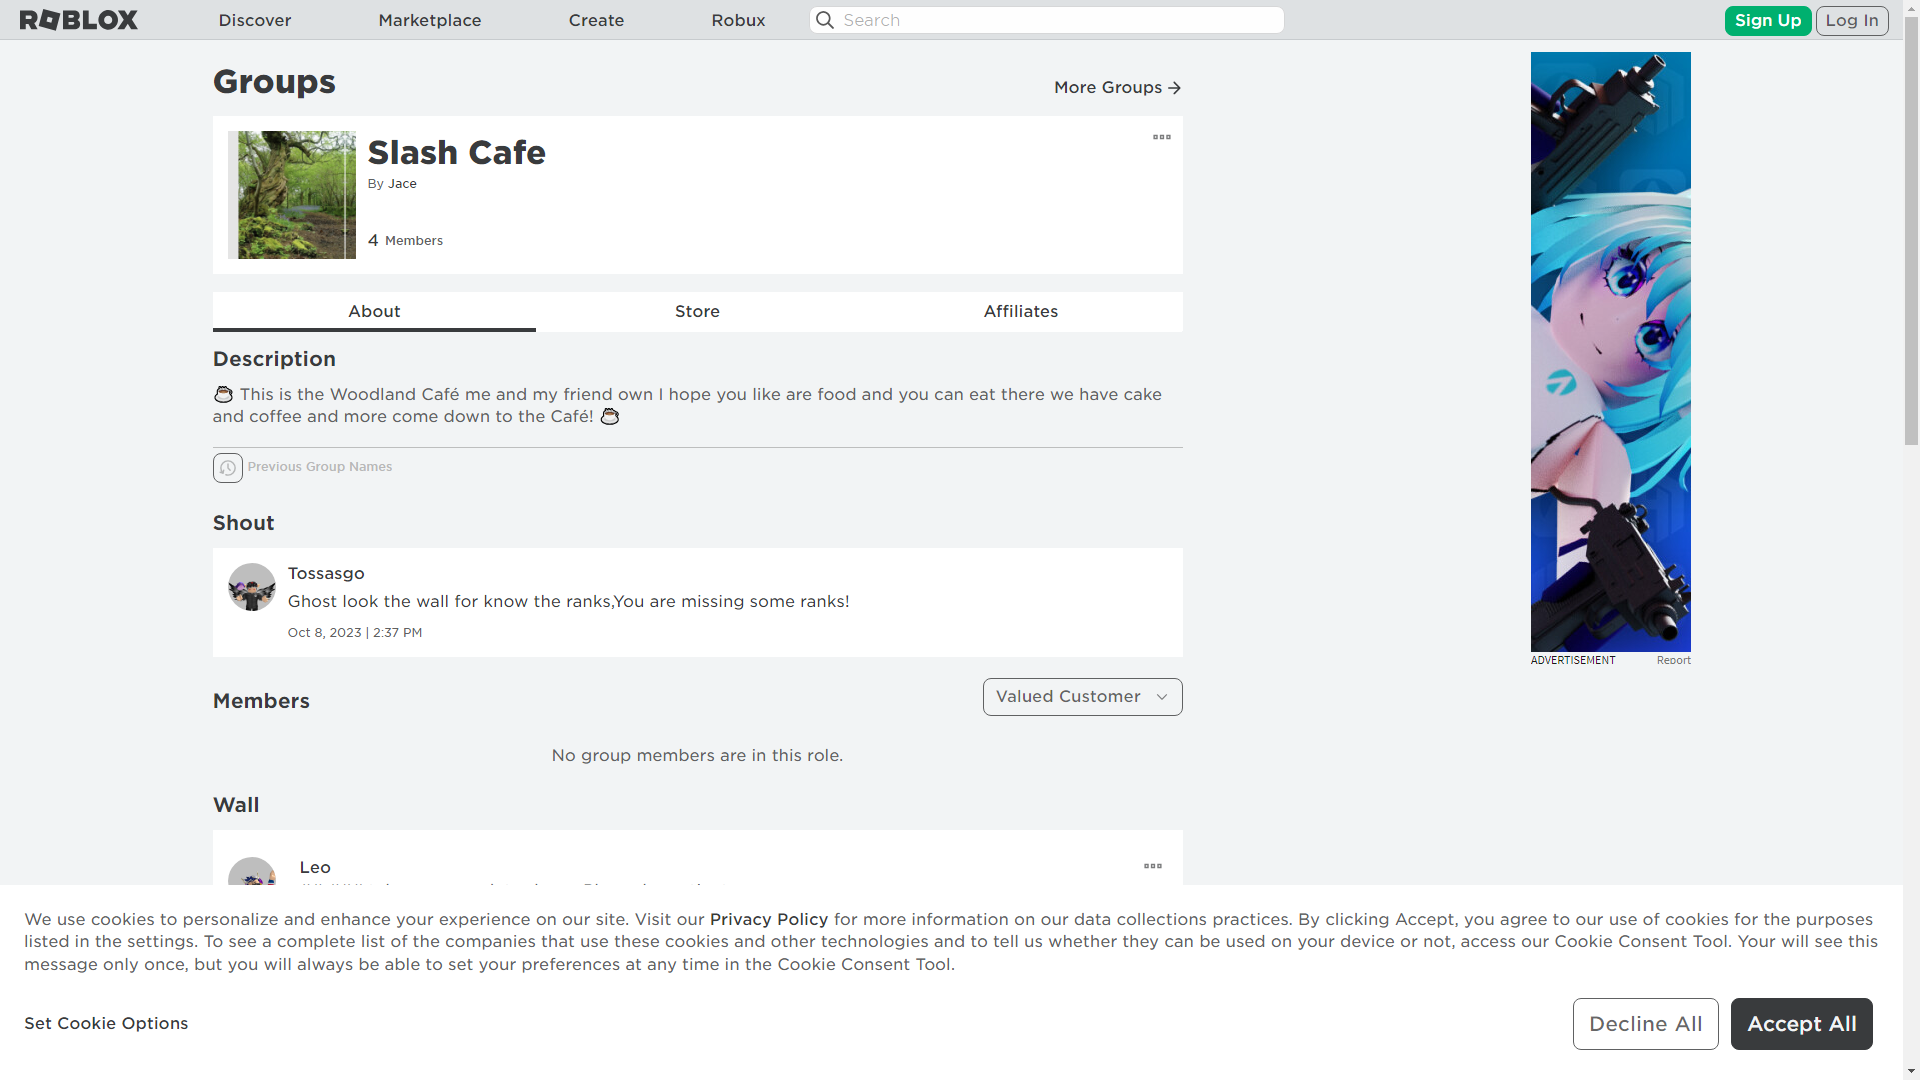 ROBLOX Discover Marketplace Create Robux Search Sign Up Log In
Groups
More Groups
Slash Cafe
By Jace
4 Members
About Store Affiliates
Description
☕ This is the Woodland Café me and my friend own I hope you like are food and you can eat there we have cake
and coffee and more come down to the Café! ☕
Previous Group Names
Shout
Tossasgo
Ghost look the wall for know the ranks,You are missing some ranks!
Oct 8, 2023 | 2:37 PM
ADVERTISEMENT Report
Members
Valued Customer
No group members are in this role.
Wall
Leo
We use cookies to personalize and enhance your experience on our site. Visit our Privacy Policy for more information on our data collections practices. By clicking Accept, you agree to our use of cookies for the purposes
listed in the settings. To see a complete list of the companies that use these cookies and other technologies and to tell us whether they can be used on your device or not, access our Cookie Consent Tool. Your will see this
message only once, but you will always be able to set your preferences at any time in the Cookie Consent Tool.
Set Cookie Options
Decline All
Accept All